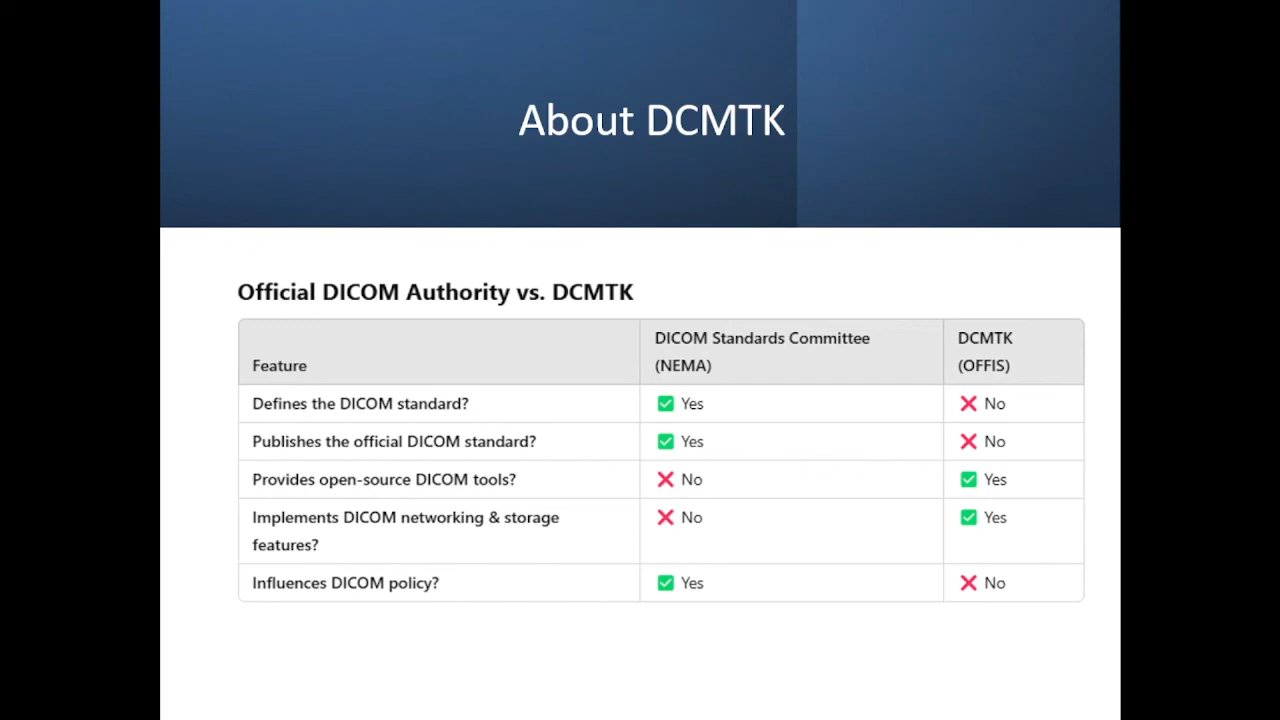 About DCMTK
Official DICOM Authority vs. DCMTK
Feature
DICOM Standards Committee
(NEMA)
DCMTK
(OFFIS)
Defines the DICOM standard?
✅ Yes
❌ No
Publishes the official DICOM standard?
✅ Yes
❌ No
Provides open-source DICOM tools?
❌ No
✅ Yes
Implements DICOM networking & storage
features?
❌ No
✅ Yes
Influences DICOM policy?
✅ Yes
❌ No